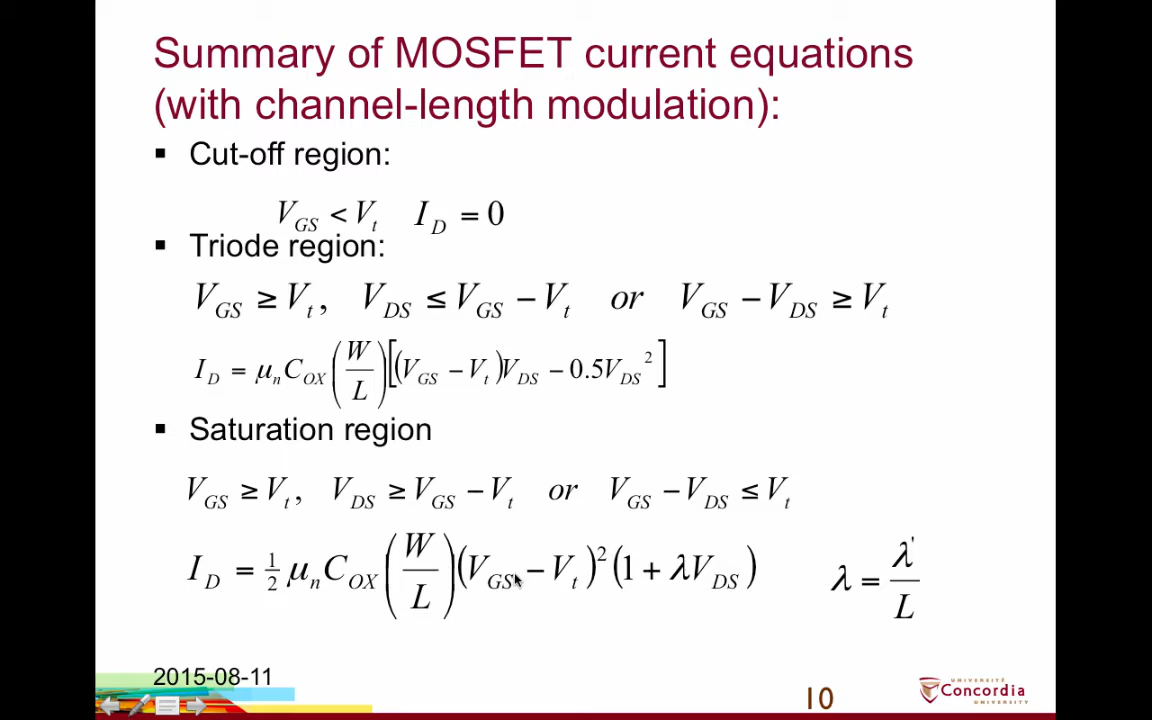 Summary of MOSFET current equations
(with channel-length modulation):
▪ Cut-off region:
V_GS < V_t   I_D = 0
▪ Triode region:
V_GS ≥ V_t ,   V_DS ≤ V_GS − V_t   or   V_GS − V_DS ≥ V_t
I_D = μ_n C_OX (W/L) [(V_GS − V_t)V_DS − 0.5V_DS²]
▪ Saturation region
V_GS ≥ V_t ,   V_DS ≥ V_GS − V_t   or   V_GS − V_DS ≤ V_t
I_D = ½ μ_n C_OX (W/L) (V_GS − V_t)² (1 + λV_DS)   λ = λ'/L
2015-08-11
10
UNIVERSITÉ
Concordia
UNIVERSITY